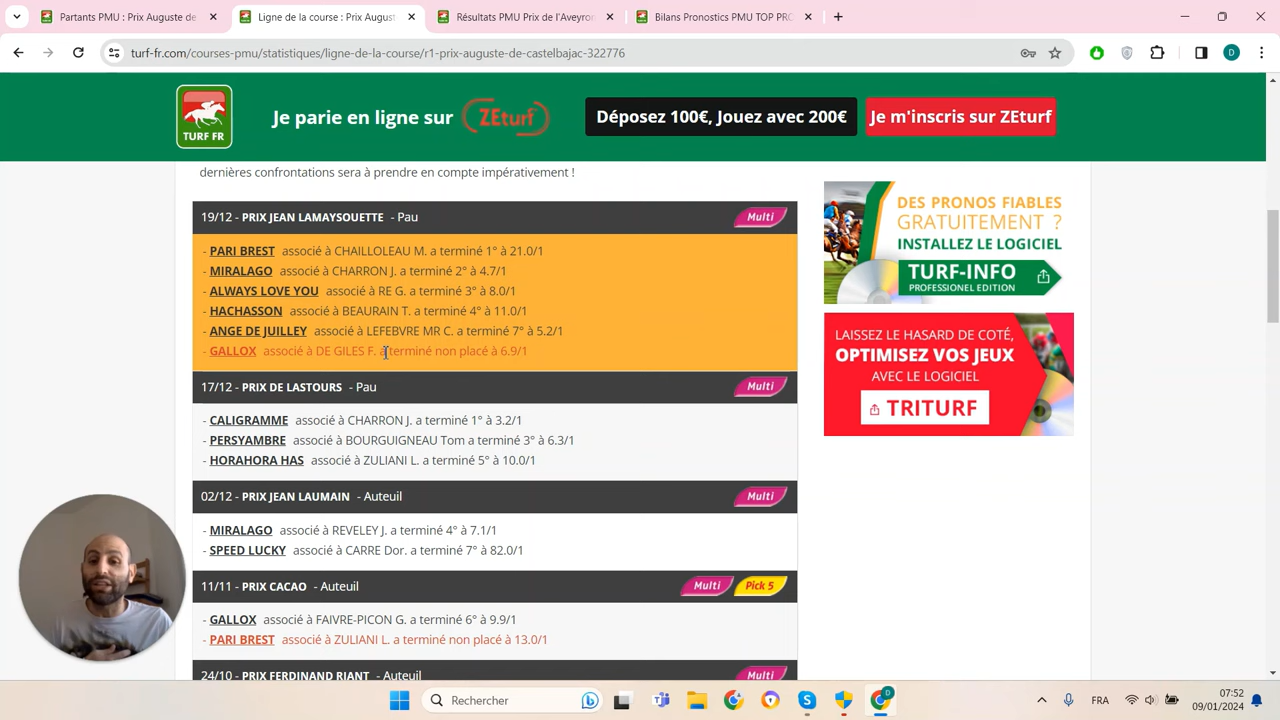 Partants PMU : Prix Auguste de
Ligne de la course : Prix August
Résultats PMU Prix de l'Aveyron
Bilans Pronostics PMU TOP PRO
turf-fr.com/courses-pmu/statistiques/ligne-de-la-course/r1-prix-auguste-de-castelbajac-322776
D
TURF FR
Je parie en ligne sur ZEturf
Déposez 100€, Jouez avec 200€
Je m'inscris sur ZEturf
dernières confrontations sera à prendre en compte impérativement !
19/12 - PRIX JEAN LAMAYSOUETTE - Pau Multi
- PARI BREST associé à CHAILLOLEAU M. a terminé 1° à 21.0/1
- MIRALAGO associé à CHARRON J. a terminé 2° à 4.7/1
- ALWAYS LOVE YOU associé à RE G. a terminé 3° à 8.0/1
- HACHASSON associé à BEAURAIN T. a terminé 4° à 11.0/1
- ANGE DE JUILLEY associé à LEFEBVRE MR C. a terminé 7° à 5.2/1
- GALLOX associé à DE GILES F. a terminé non placé à 6.9/1
17/12 - PRIX DE LASTOURS - Pau Multi
- CALIGRAMME associé à CHARRON J. a terminé 1° à 3.2/1
- PERSYAMBRE associé à BOURGUIGNEAU Tom a terminé 3° à 6.3/1
- HORAHORA HAS associé à ZULIANI L. a terminé 5° à 10.0/1
02/12 - PRIX JEAN LAUMAIN - Auteuil Multi
- MIRALAGO associé à REVELEY J. a terminé 4° à 7.1/1
- SPEED LUCKY associé à CARRE Dor. a terminé 7° à 82.0/1
11/11 - PRIX CACAO - Auteuil Multi Pick 5
- GALLOX associé à FAIVRE-PICON G. a terminé 6° à 9.9/1
- PARI BREST associé à ZULIANI L. a terminé non placé à 13.0/1
24/10 - PRIX FERDINAND RIANT - Auteuil Multi
DES PRONOS FIABLES
GRATUITEMENT ?
INSTALLEZ LE LOGICIEL
TURF-INFO
PROFESIONEL EDITION
LAISSEZ LE HASARD DE COTÉ,
OPTIMISEZ VOS JEUX
AVEC LE LOGICIEL
TRITURF
Rechercher
FRA
07:52
09/01/2024